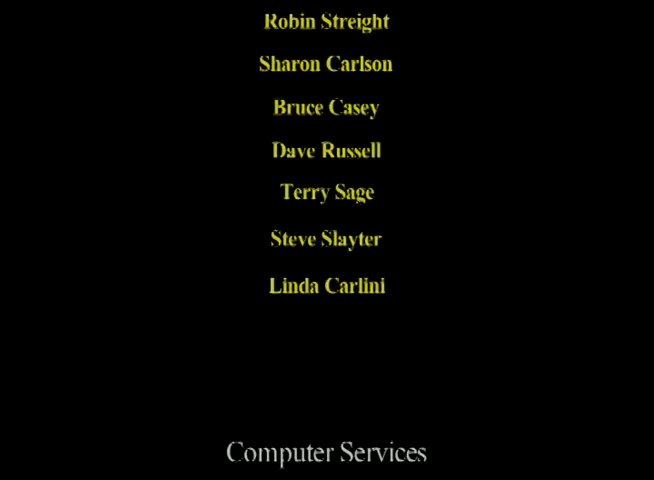 Robin Streight
Sharon Carlson
Bruce Casey
Dave Russell
Terry Sage
Steve Slayter
Linda Carlini
Computer Services